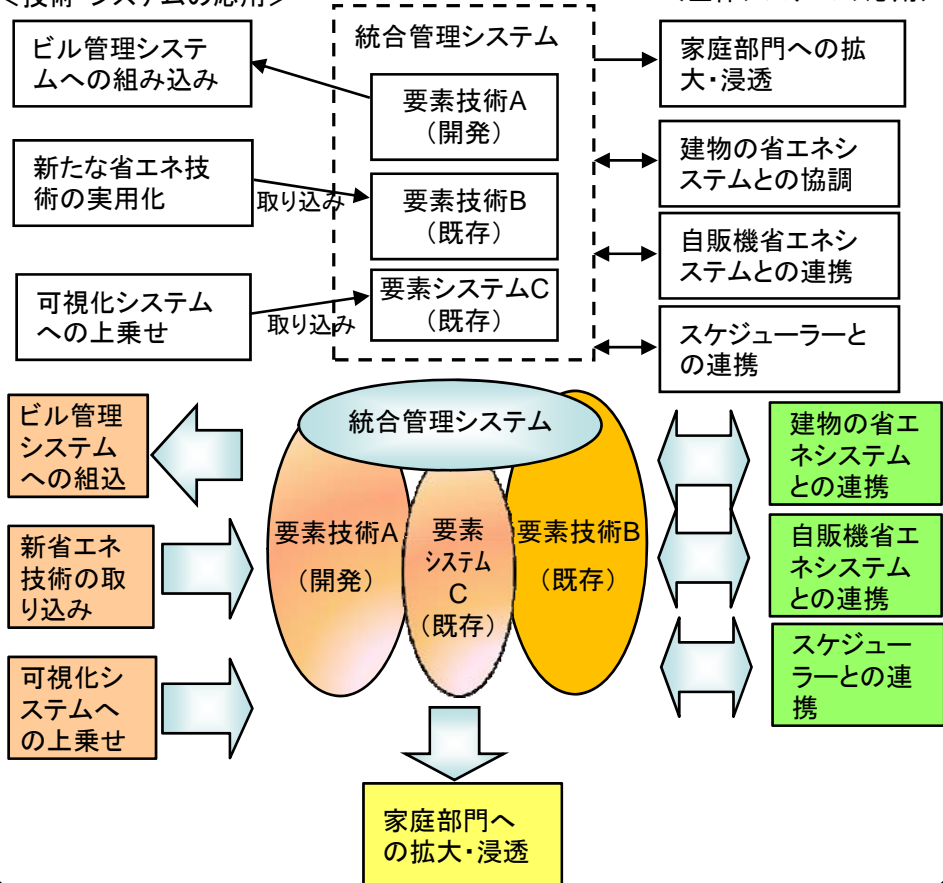 ＜技術・システムの応用＞
ビル管理システ
ムへの組み込み
新たな省エネ技
術の実用化
可視化システム
への上乗せ
取り込み
取り込み
統合管理システム
要素技術A
（開発）
要素技術B
（既存）
要素システムC
（既存）
家庭部門への拡
大・浸透
建物の省エネシ
ステムとの協調
自販機省エネシ
ステムとの連携
スケジューラーと
の連携
ビル管理
システム
への組込
新省エネ
技術の取
り込み
可視化シ
ステムへ
の上乗せ
統合管理システム
要素技術A
（開発）
要素
システム
C
（既存）
要素技術B
（既存）
建物の省エ
ネシステム
との連携
自販機省エ
ネシステム
との連携
スケジュー
ラーとの連
携
家庭部門へ
の拡大・浸透